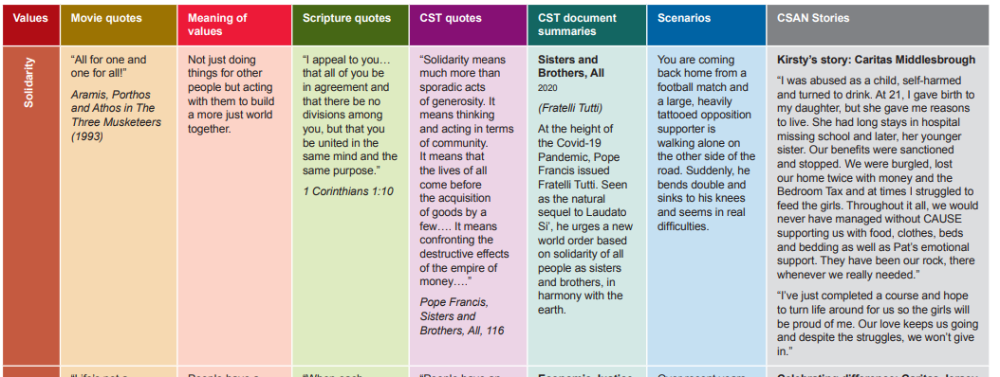 Values
Movie quotes
Meaning of
values
Scripture quotes
CST quotes
CST document
summaries
Scenarios
CSAN Stories
Solidarity
“All for one and
one for all!”
Aramis, Porthos
and Athos in The
Three Musketeers
(1993)
Not just doing
things for other
people but acting
with them to build
a more just world
together.
“I appeal to you…
that all of you be
in agreement and
that there be no
divisions among
you, but that you
be united in the
same mind and the
same purpose.”
1 Corinthians 1:10
“Solidarity means
much more than
sporadic acts
of generosity. It
means thinking
and acting in terms
of community.
It means that
the lives of all
come before
the acquisition
of goods by a
few…. It means
confronting the
destructive effects
of the empire of
money….”
Pope Francis,
Sisters and
Brothers, All, 116
Sisters and
Brothers, All
2020
(Fratelli Tutti)
At the height of
the Covid-19
Pandemic, Pope
Francis issued
Fratelli Tutti. Seen
as the natural
sequel to Laudato
Si’, he urges a new
world order based
on solidarity of all
people as sisters
and brothers, in
harmony with the
earth.
You are coming
back home from a
football match and
a large, heavily
tattooed opposition
supporter is
walking alone on
the other side of the
road. Suddenly, he
bends double and
sinks to his knees
and seems in real
difficulties.
Kirsty’s story: Caritas Middlesbrough
“I was abused as a child, self-harmed
and turned to drink. At 21, I gave birth to
my daughter, but she gave me reasons
to live. She had long stays in hospital
missing school and later, her younger
sister. Our benefits were sanctioned
and stopped. We were burgled, lost
our home twice with money and the
Bedroom Tax and at times I struggled to
feed the girls. Throughout it all, we would
never have managed without CAUSE
supporting us with food, clothes, beds
and bedding as well as Pat’s emotional
support. They have been our rock, there
whenever we really needed.”
“I’ve just completed a course and hope
to turn life around for us so the girls will
be proud of me. Our love keeps us going
and despite the struggles, we won’t give
in.”